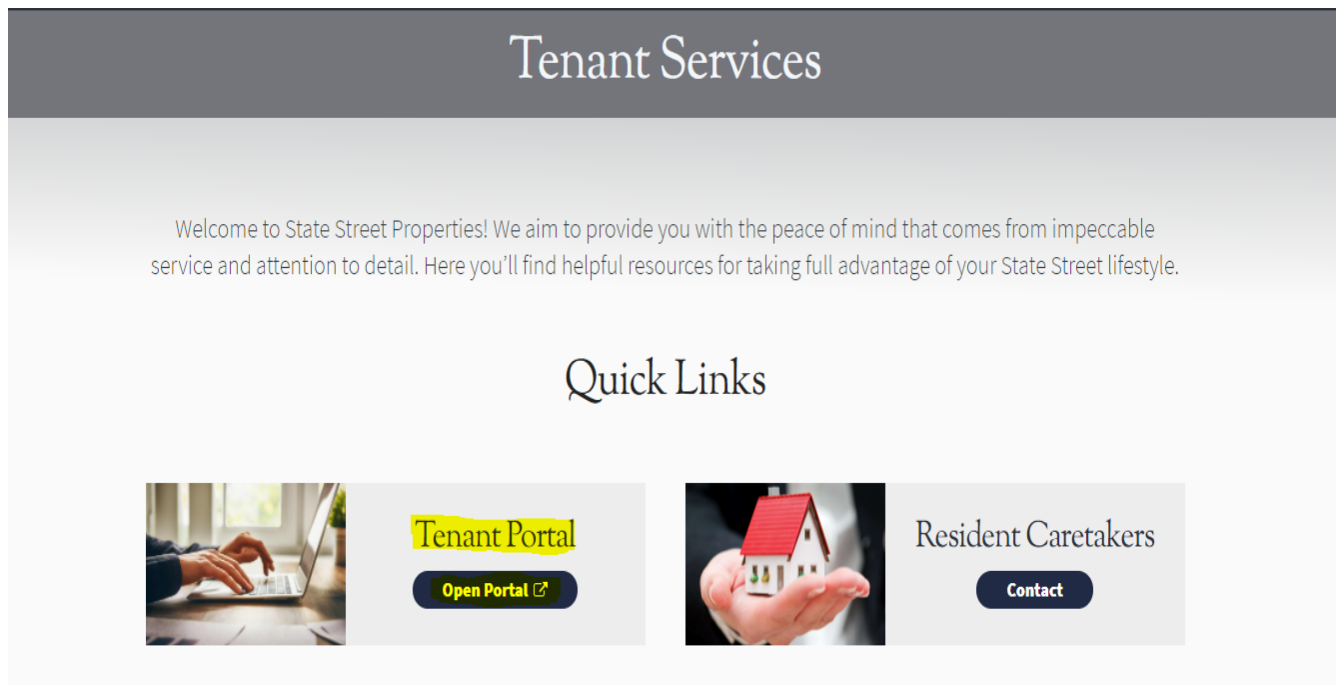 Tenant Services
Welcome to State Street Properties! We aim to provide you with the peace of mind that comes from impeccable
service and attention to detail. Here you’ll find helpful resources for taking full advantage of your State Street lifestyle.
Quick Links
Tenant Portal
Open Portal
Resident Caretakers
Contact